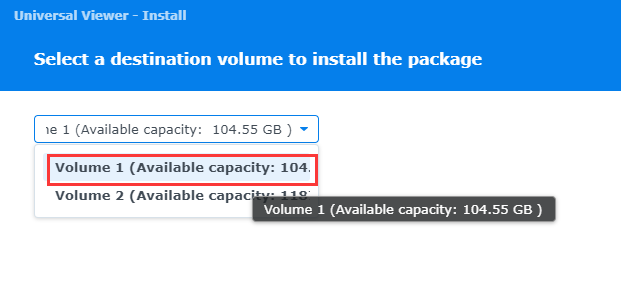 Universal Viewer - Install
Select a destination volume to install the package
1 (Available capacity: 104.55 GB )
Volume 1 (Available capacity: 104.
Volume 2 (Available capacity: 118
Volume 1 (Available capacity: 104.55 GB )